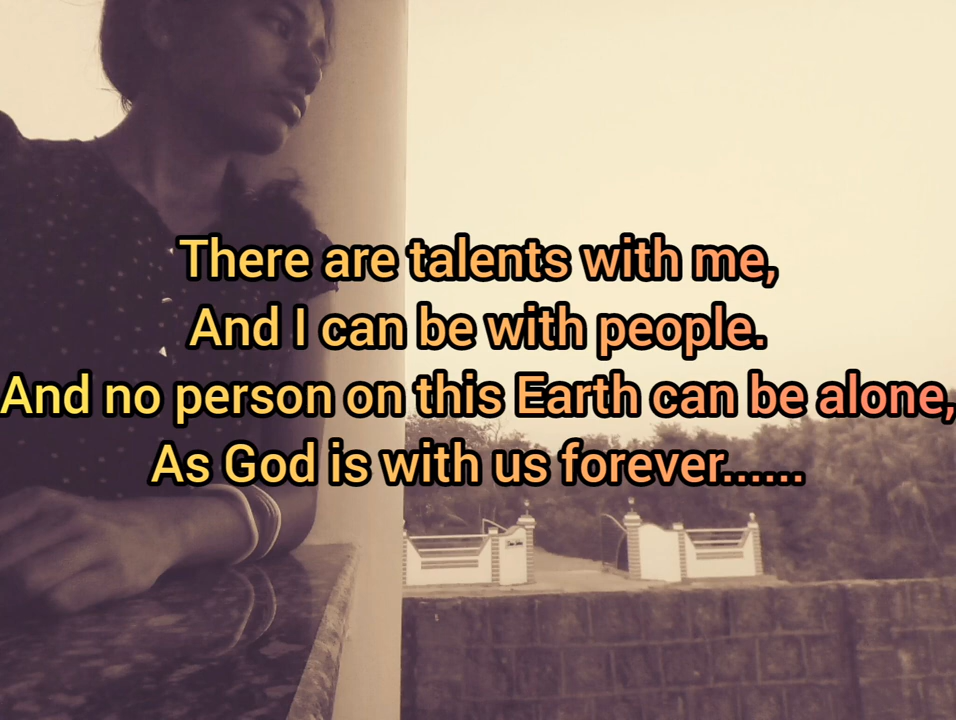 There are talents with me,
And I can be with people.
And no person on this Earth can be alone,
As God is with us forever......